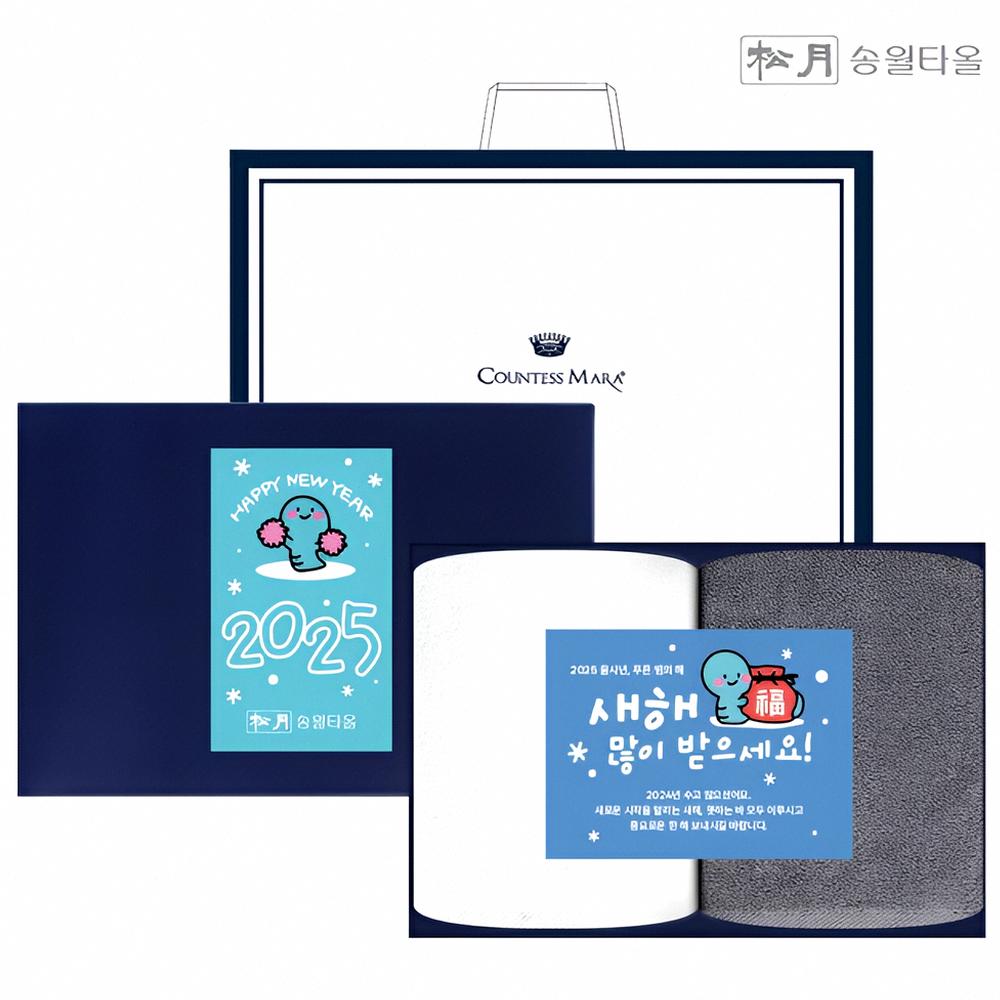 松月 송월타올
COUNTESS MARA
HAPPY NEW YEAR
2025
松月 송월타올
2025 을사년, 푸른 뱀의 해
새해
福
많이 받으세요!
2024년 수고 많으셨어요.
새로운 시작을 알리는 새해, 원하는 바 모두 이루시고
풍요로운 한 해 보내시길 바랍니다.